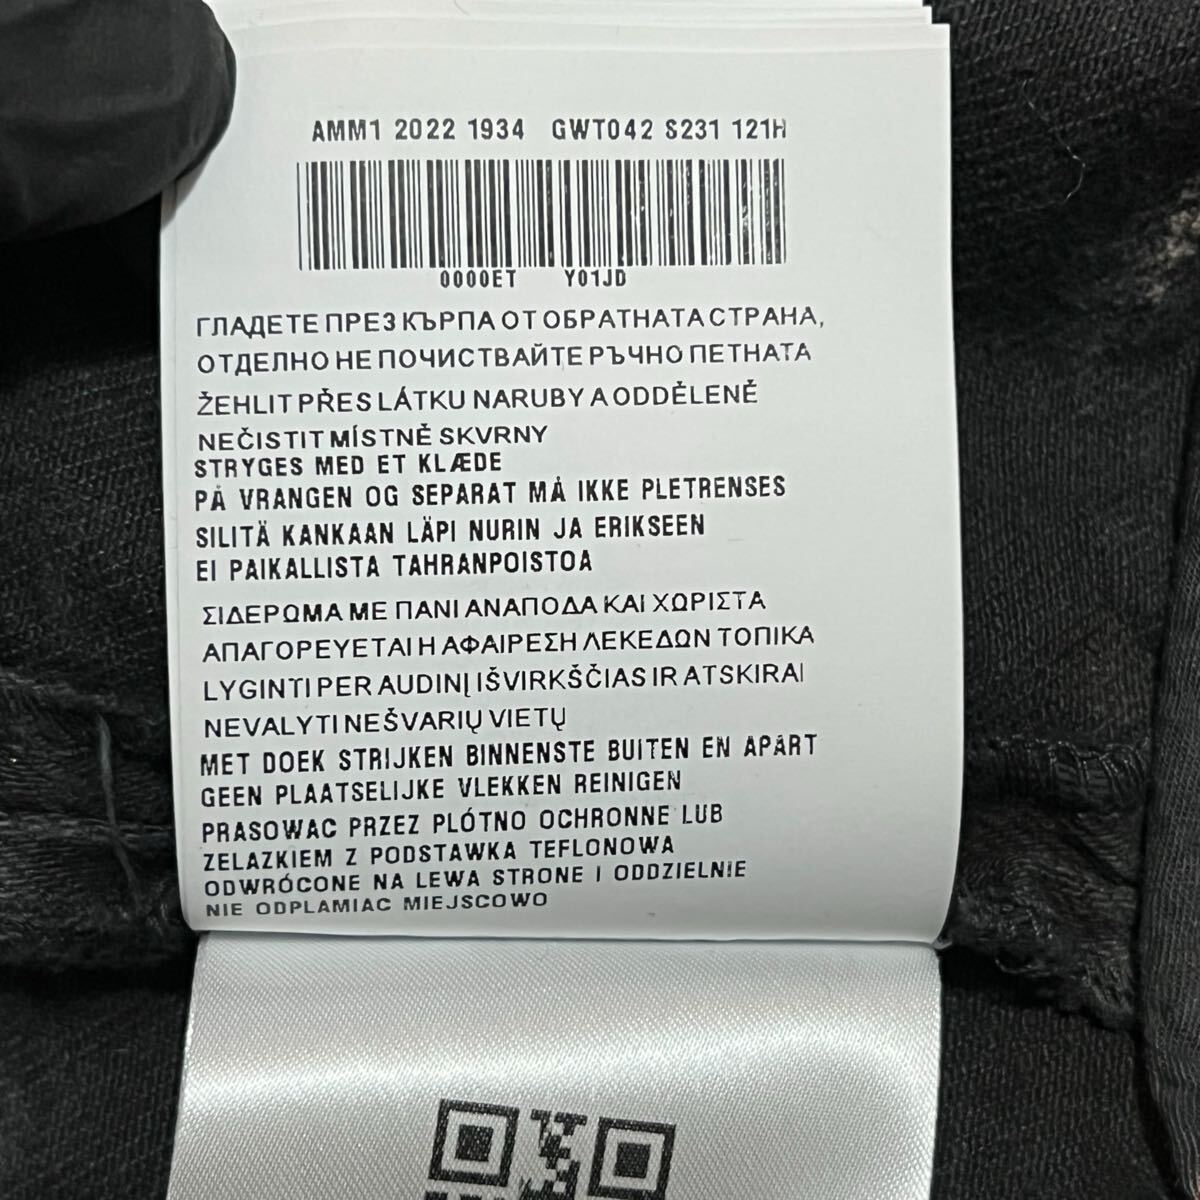 AMM1 2022 1934 GWT042 S231 121H
0000ET Y01JD
ГЛАДЕТЕ ПРЕЗ КЪРПА ОТ ОБРАТНАТА СТРАНА,
ОТДЕЛНО НЕ ПОЧИСТВАЙТЕ РЪЧНО ПЕТНАТА
ŽEHLIT PŘES LÁTKU NARUBY A ODDĚLENĚ
NEČISTIT MÍSTNĚ SKVRNY
STRYGES MED ET KLÆDE
PÅ VRANGEN OG SEPARAT MÅ IKKE PLETRENSES
SILITÄ KANKAAN LÄPI NURIN JA ERIKSEEN
EI PAIKALLISTA TAHRANPOISTOA
ΣΙΔΕΡΩΜΑ ΜΕ ΠΑΝΙ ΑΝΑΠΟΔΑ ΚΑΙ ΧΩΡΙΣΤΑ
ΑΠΑΓΟΡΕΥΕΤΑΙ Η ΑΦΑΙΡΕΣΗ ΛΕΚΕΔΩΝ ΤΟΠΙΚΑ
LYGINTI PER AUDINĮ IŠVIRKŠČIAS IR ATSKIRAI
NEVALYTI NEŠVARIŲ VIETŲ
MET DOEK STRIJKEN BINNENSTE BUITEN EN APART
GEEN PLAATSELIJKE VLEKKEN REINIGEN
PRASOWAC PRZEZ PLÓTNO OCHRONNE LUB
ZELAZKIEM Z PODSTAWKA TEFLONOWA
ODWRÓCONE NA LEWA STRONE I ODDZIELNIE
NIE ODPLAMIAC MIEJSCOWO